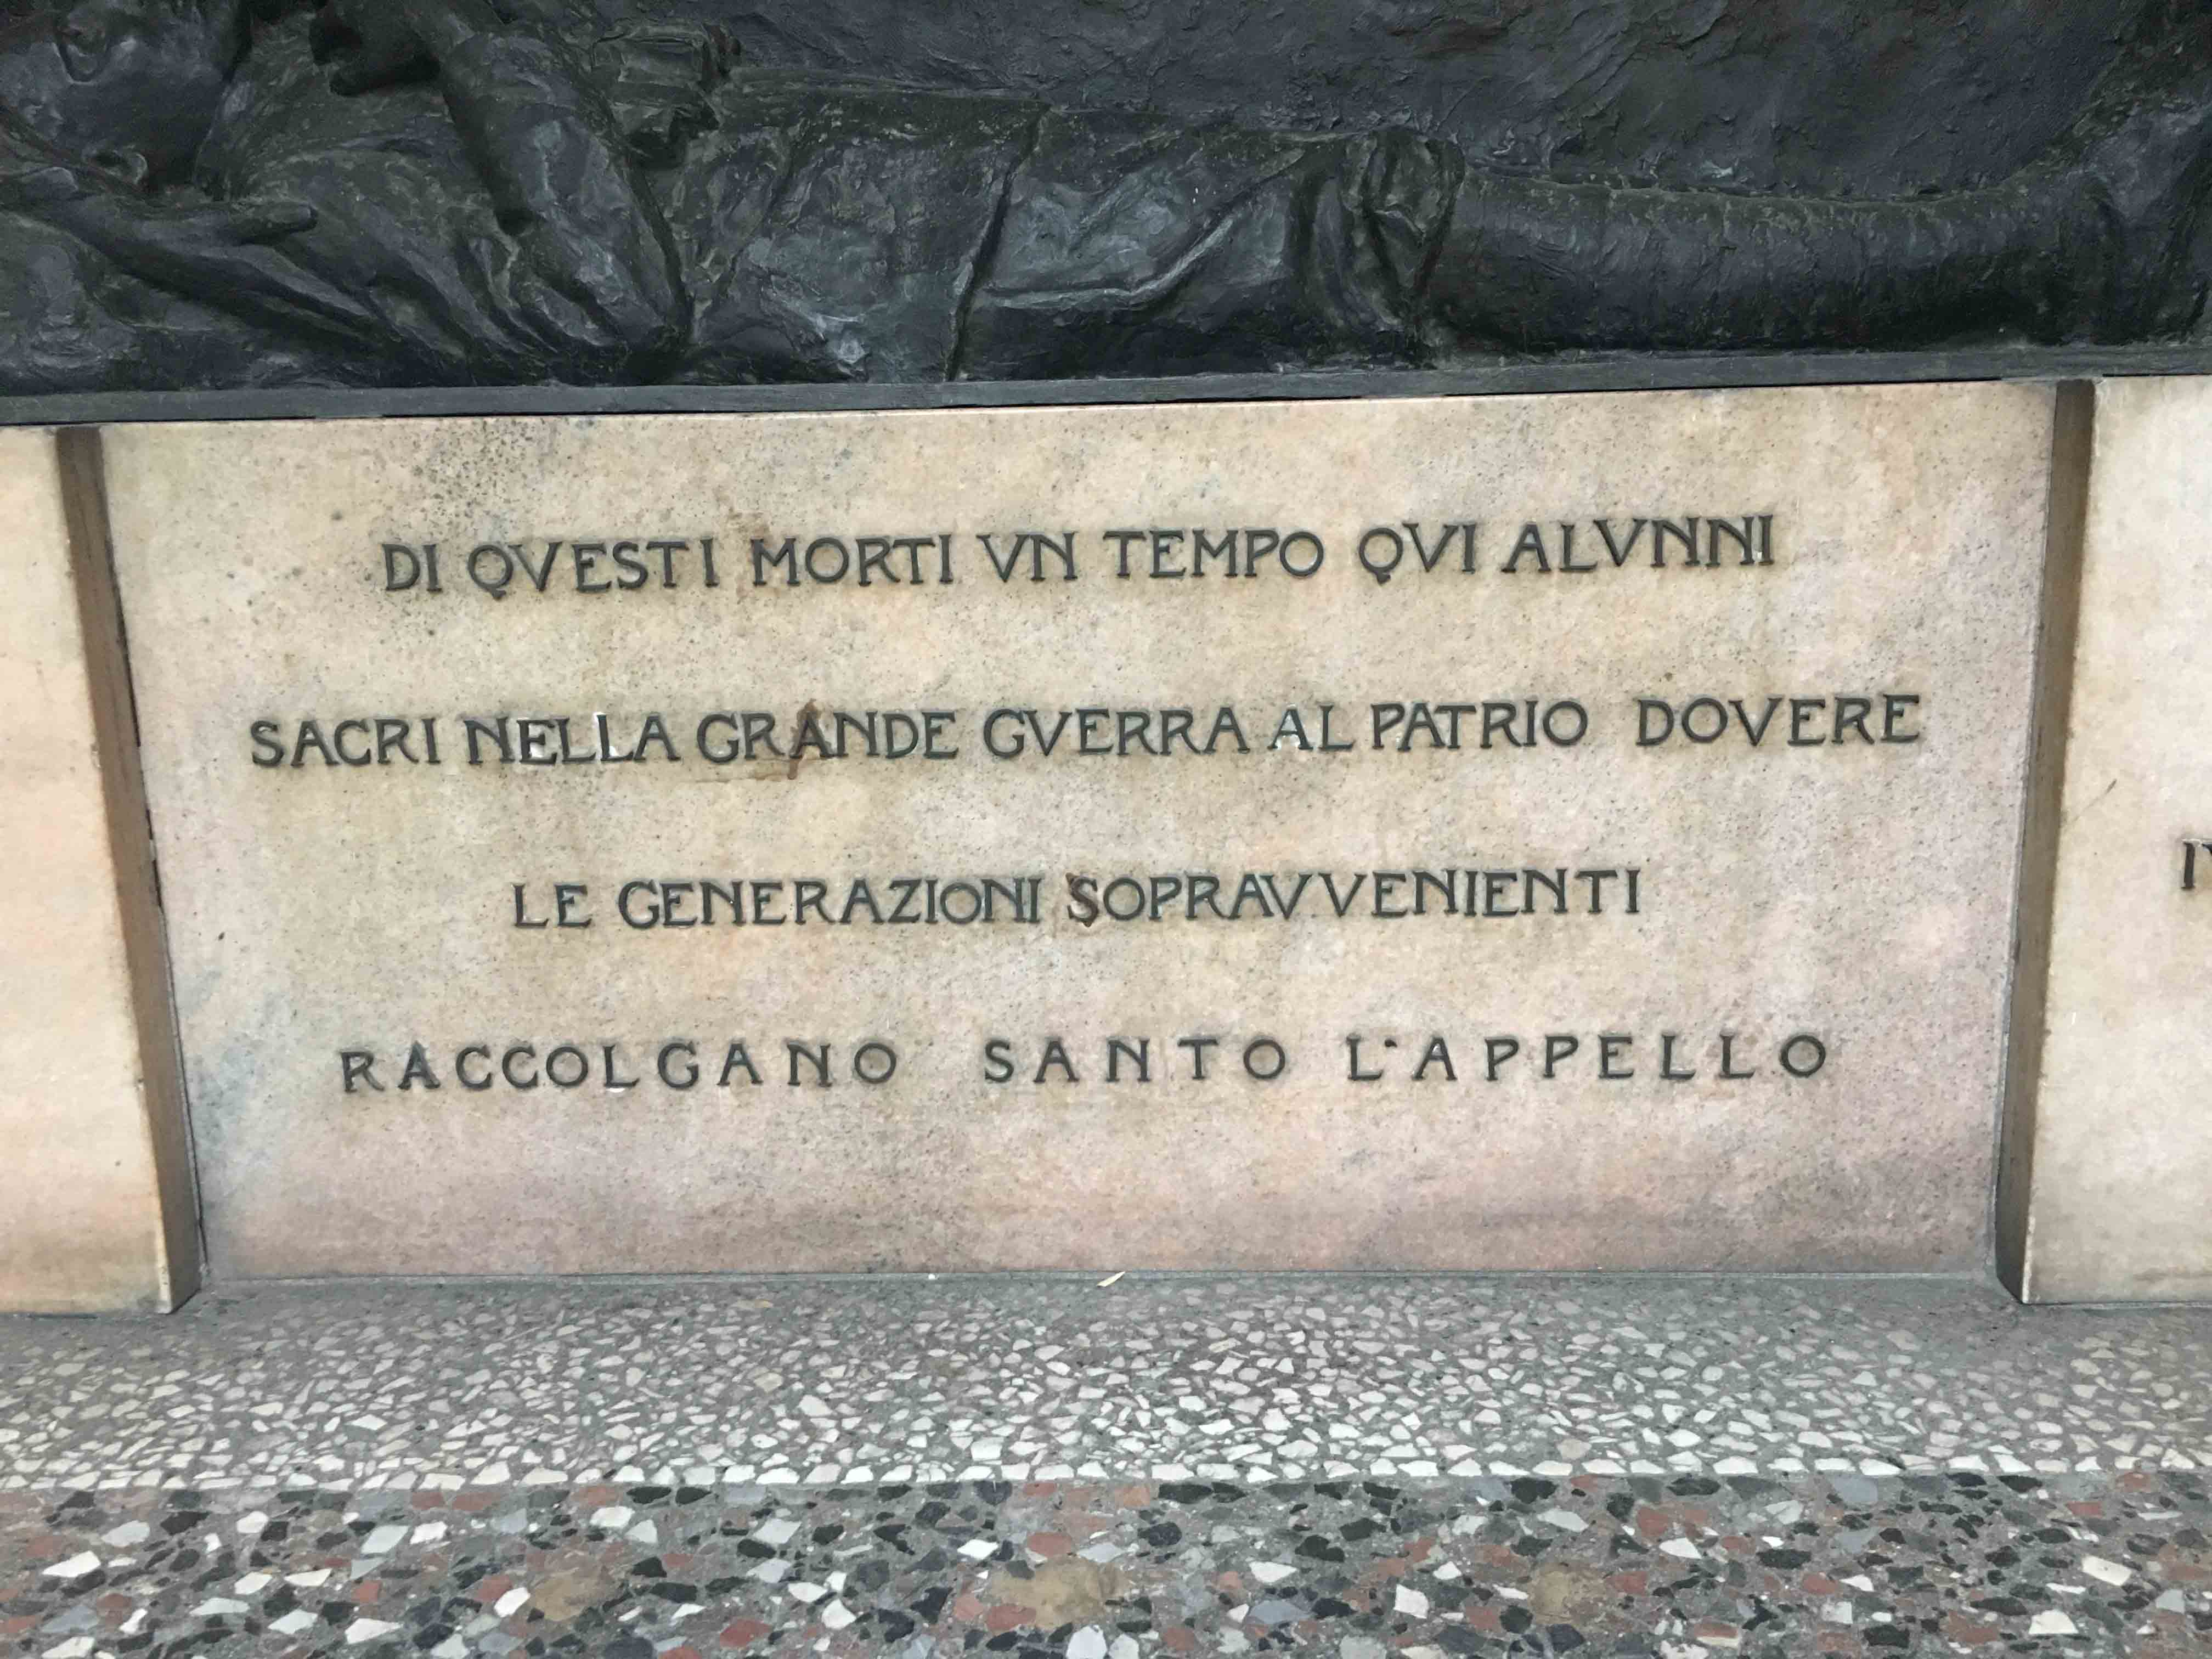 DI QVESTI MORTI VN TEMPO QVI ALVNNI
SACRI NELLA GRANDE GVERRA AL PATRIO DOVERE
LE GENERAZIONI SOPRAVVENIENTI
RACCOLGANO SANTO L'APPELLO